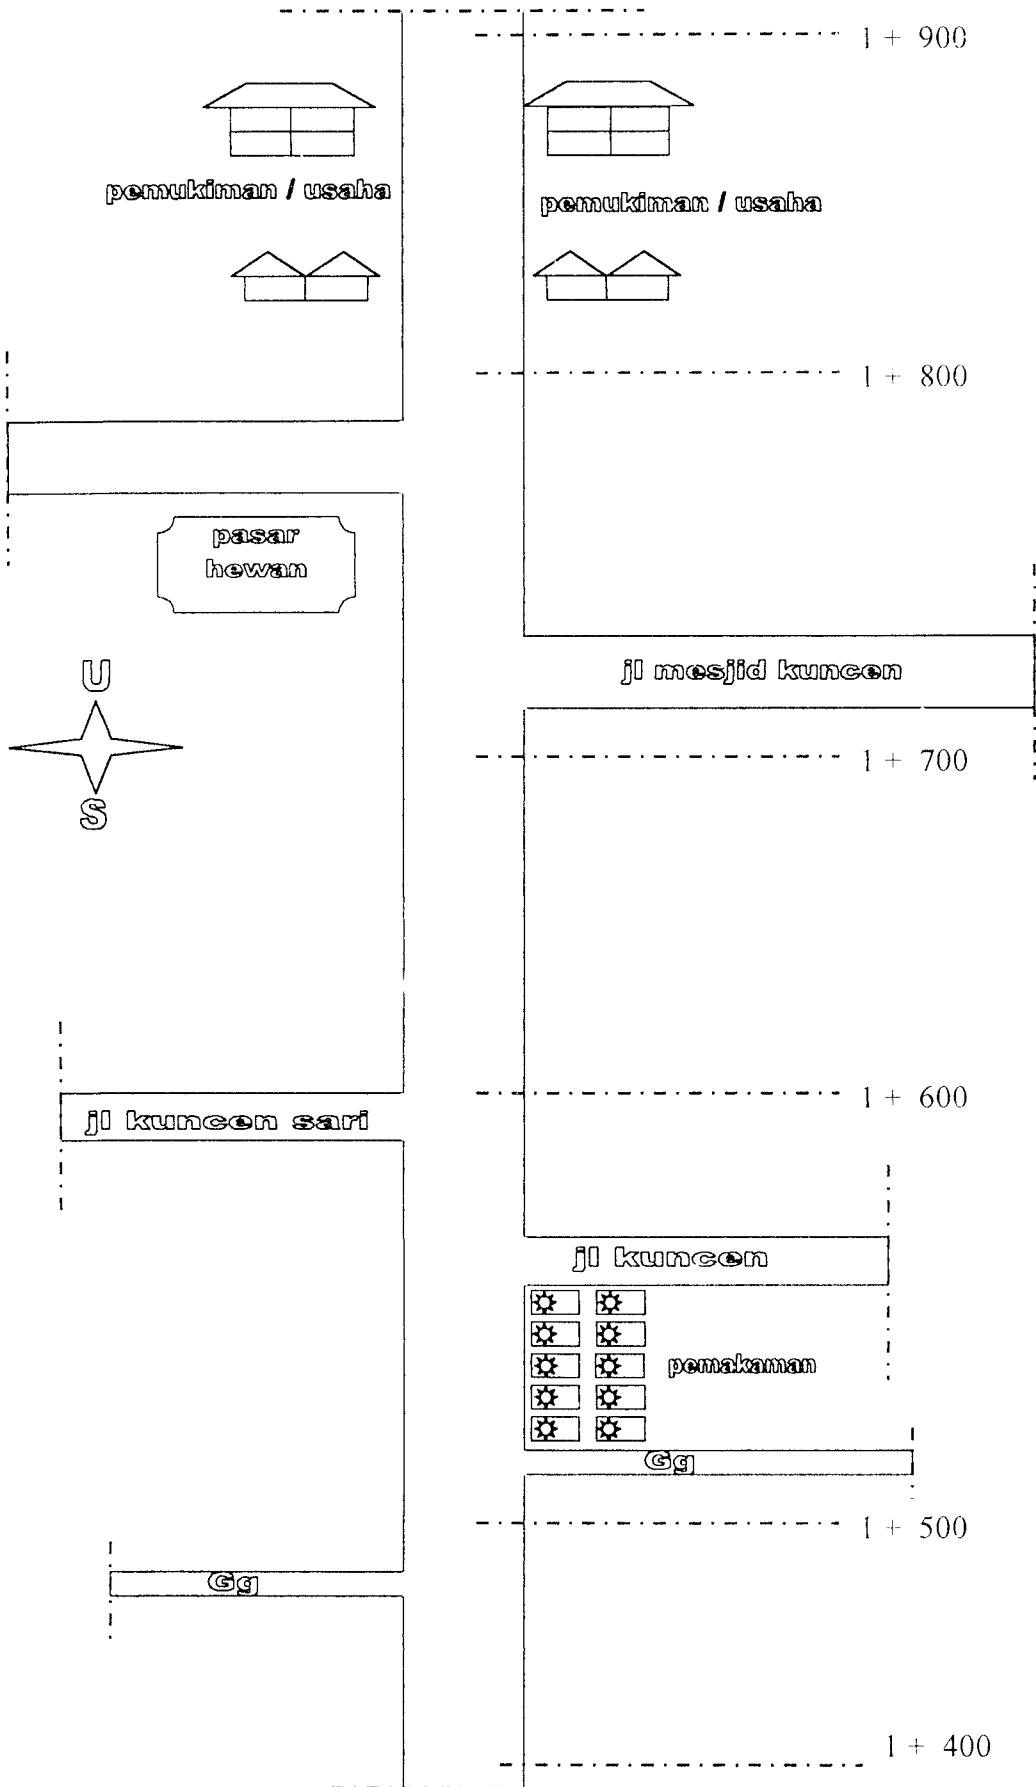 1 + 900
pemukiman / usaha
pemukiman / usaha
1 + 800
pasar
hewan
jl mesjid kuncen
U
S
1 + 700
1 + 600
jl kuncen sari
jl kuncen
pemakaman
Gg
1 + 500
Gg
1 + 400